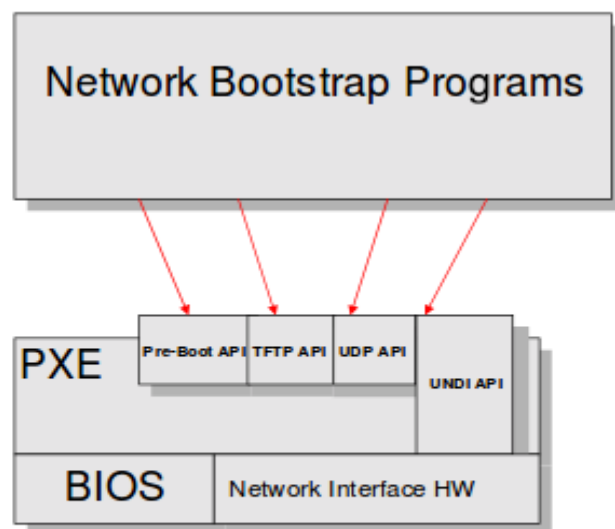 Network Bootstrap Programs
Pre-Boot API
TFTP API
UDP API
UNDI API
PXE
BIOS
Network Interface HW